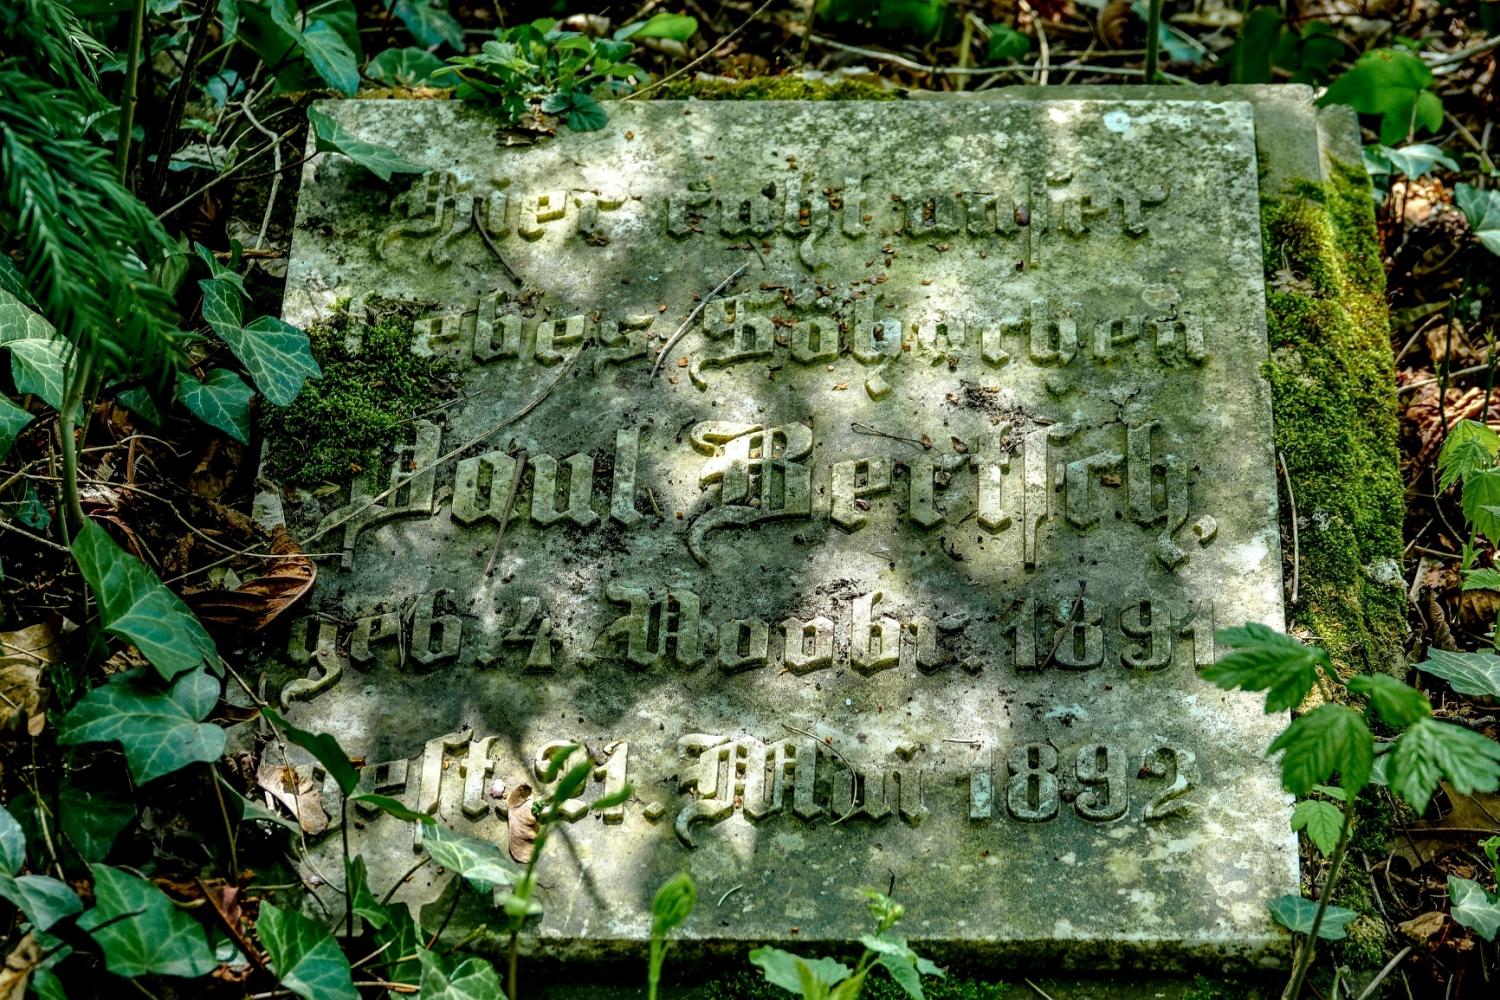 Hier ruht unser
liebes Söhnchen
Paul Bertsch,
geb. 4. Novbr. 1891
gest. 21. Mai 1892